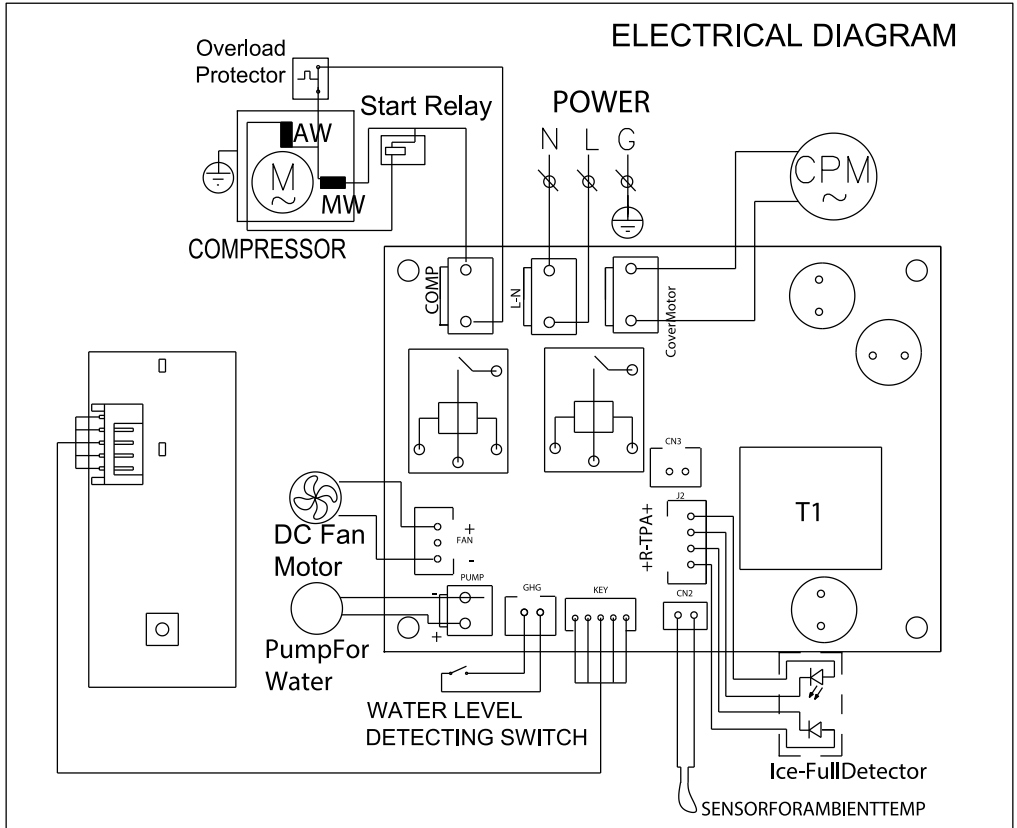 ELECTRICAL DIAGRAM
Overload
Protector
Start Relay
POWER
N L G
AW
M
MW
CPM
COMPRESSOR
COMP
L-N
CoverMotor
CN3
J2
+R-TPA+
T1
DC Fan
Motor
+
FAN
-
PUMP
-
+
GHG
KEY
CN2
PumpFor
Water
WATER LEVEL
DETECTING SWITCH
Ice-FullDetector
SENSORFORAMBIENTTEMP